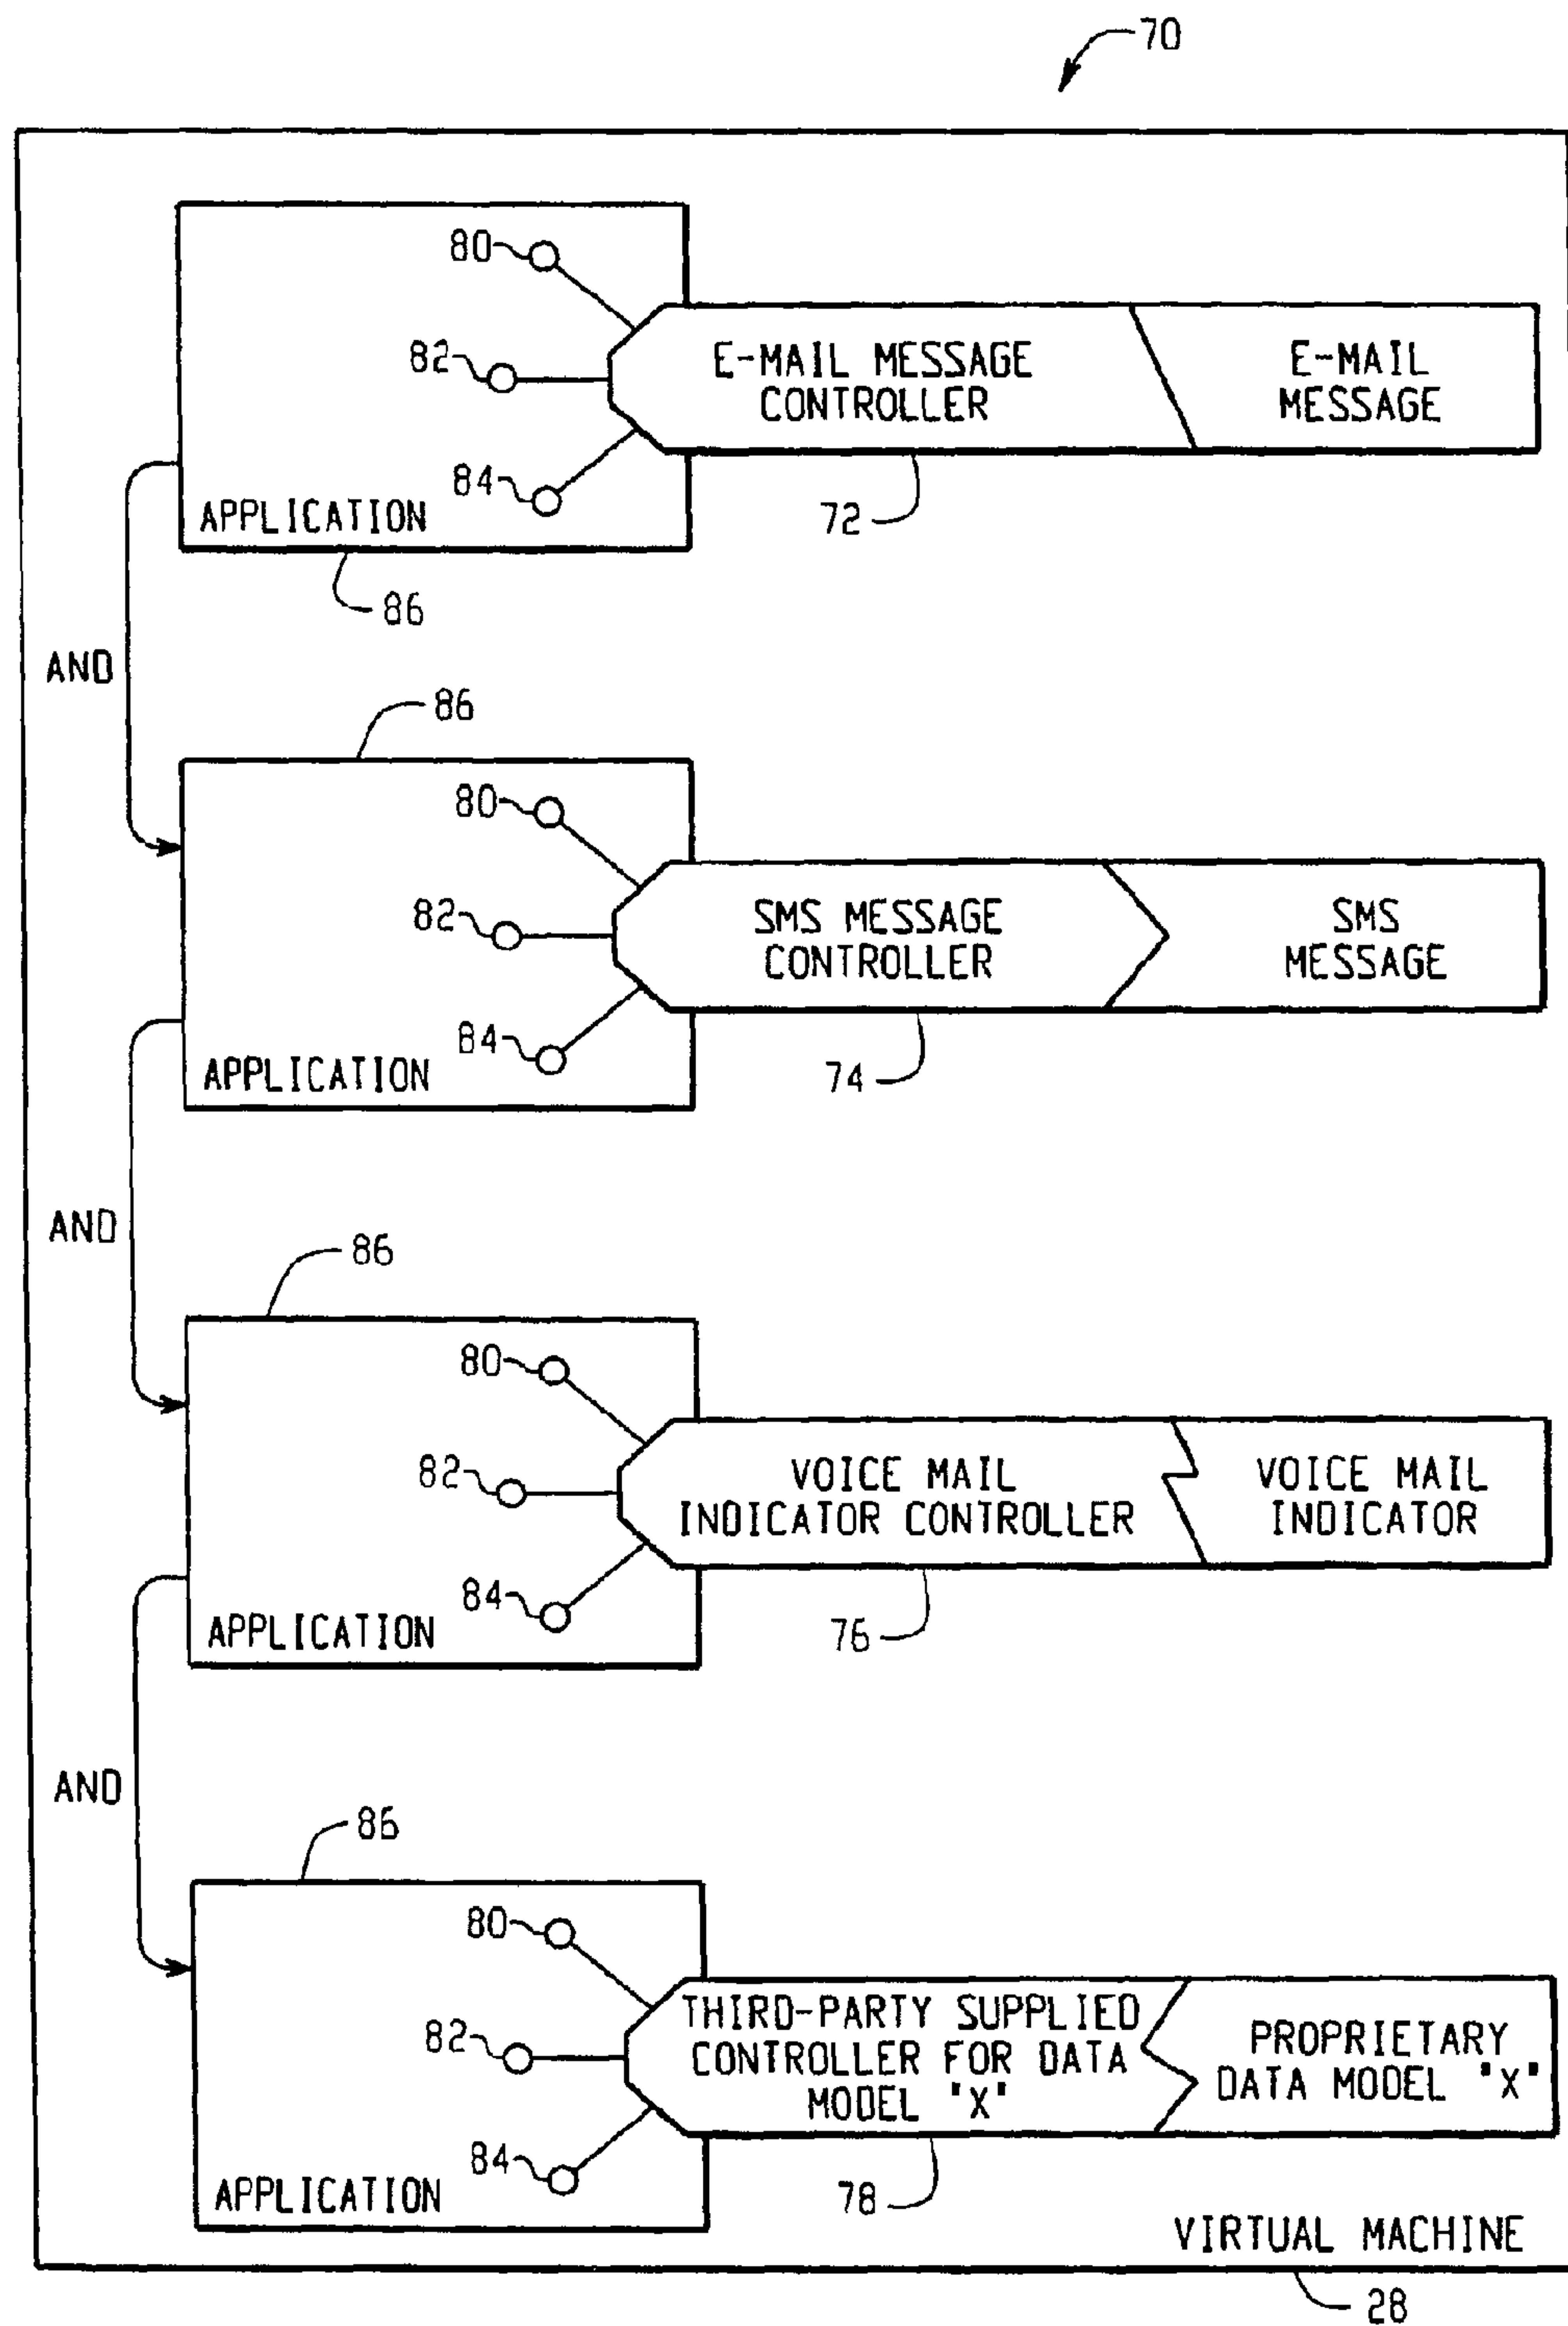 70
80
82
84
E-MAIL MESSAGE
CONTROLLER
E-MAIL
MESSAGE
72
APPLICATION
86
AND
86
80
82
84
SMS MESSAGE
CONTROLLER
SMS
MESSAGE
74
APPLICATION
AND
86
80
82
84
VOICE MAIL
INDICATOR CONTROLLER
VOICE MAIL
INDICATOR
76
APPLICATION
AND
86
80
82
84
THIRD-PARTY SUPPLIED
CONTROLLER FOR DATA
MODEL "X"
PROPRIETARY
DATA MODEL "X"
78
APPLICATION
VIRTUAL MACHINE
28